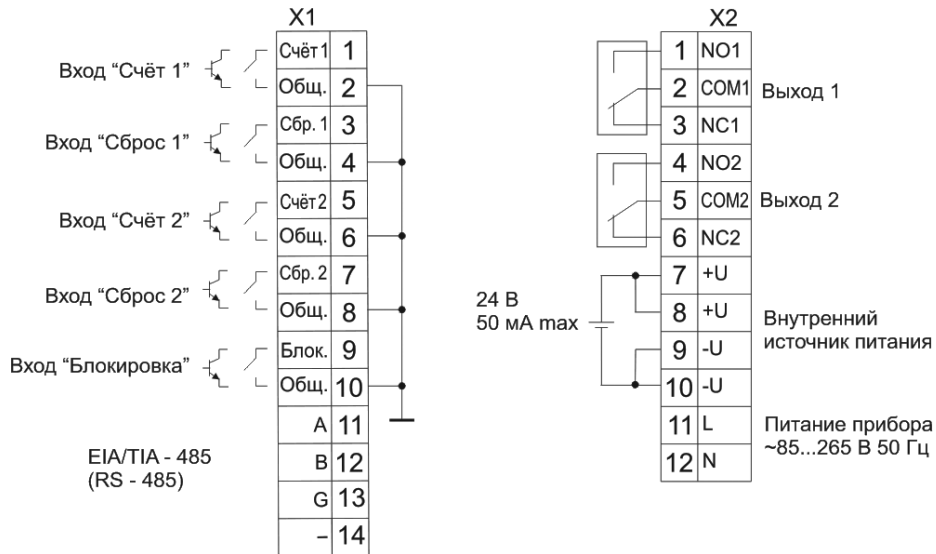 X1
Вход “Счёт 1”
Счёт1 1
Общ. 2
Вход “Сброс 1”
Сбр. 1 3
Общ. 4
Вход “Счёт 2”
Счёт2 5
Общ. 6
Вход “Сброс 2”
Сбр. 2 7
Общ. 8
Вход “Блокировка”
Блок. 9
Общ. 10
EIA/TIA - 485
(RS - 485)
A 11
B 12
G 13
– 14
X2
1 NO1
2 COM1
3 NC1
Выход 1
4 NO2
5 COM2
6 NC2
Выход 2
24 В
50 мА max
7 +U
8 +U
9 -U
10 -U
Внутренний
источник питания
11 L
12 N
Питание прибора
~85...265 В 50 Гц